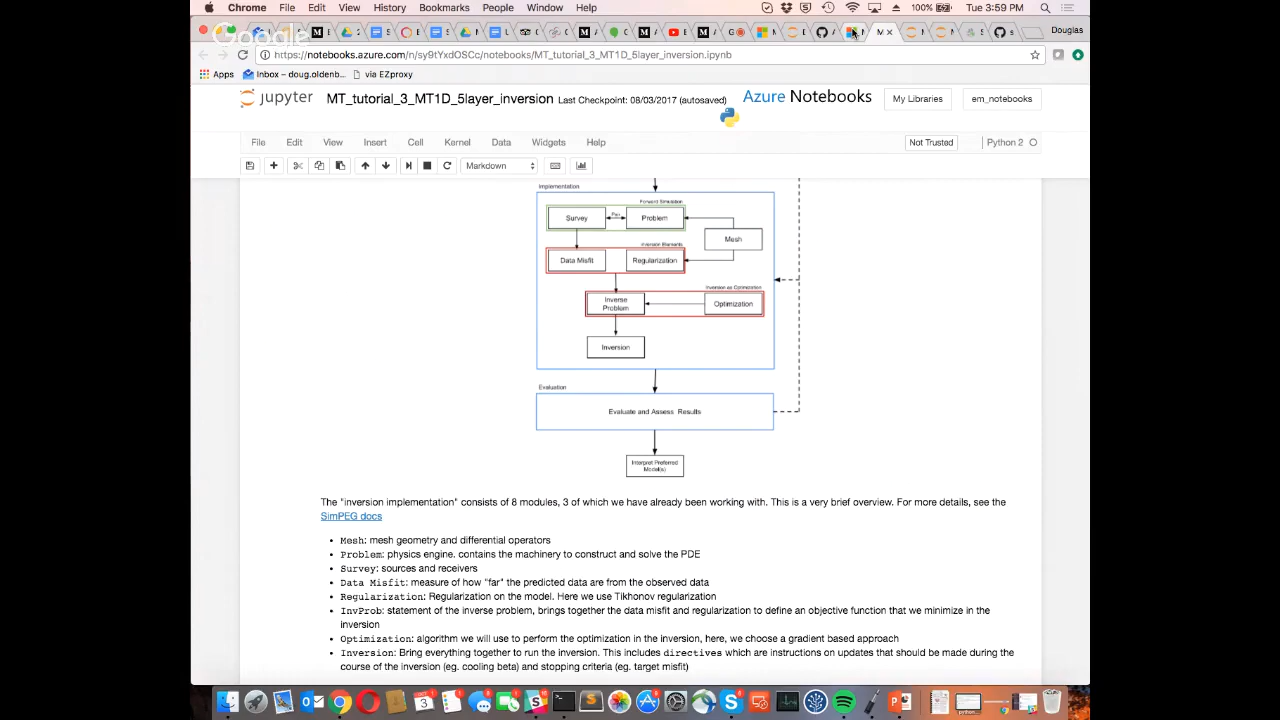 Chrome File Edit View History Bookmarks People Window Help 100% Tue 3:59 PM
Google
M Douglas
https://notebooks.azure.com/n/sy9tYxdOSCc/notebooks/MT_tutorial_3_MT1D_5layer_inversion.ipynb
Apps Inbox – doug.oldenb... via EZproxy
jupyter MT_tutorial_3_MT1D_5layer_inversion Last Checkpoint: 08/03/2017 (autosaved) Azure Notebooks My Libraries em_notebooks
File Edit View Insert Cell Kernel Data Widgets Help Not Trusted Python 2
Markdown
Implementation
Forward Simulation
Survey Pair Problem
Mesh
Inversion Elements
Data Misfit Regularization
Inversion as Optimization
Inverse Problem Optimization
Inversion
Evaluation
Evaluate and Assess Results
Interpret Preferred
Model(s)
The "inversion implementation" consists of 8 modules, 3 of which we have already been working with. This is a very brief overview. For more details, see the
SimPEG docs
• Mesh: mesh geometry and differential operators
• Problem: physics engine. contains the machinery to construct and solve the PDE
• Survey: sources and receivers
• Data Misfit: measure of how "far" the predicted data are from the observed data
• Regularization: Regularization on the model. Here we use Tikhonov regularization
• InvProb: statement of the inverse problem, brings together the data misfit and regularization to define an objective function that we minimize in the
inversion
• Optimization: algorithm we will use to perform the optimization in the inversion, here, we choose a gradient based approach
• Inversion: Bring everything together to run the inversion. This includes directives which are instructions on updates that should be made during the
course of the inversion (eg. cooling beta) and stopping criteria (eg. target misfit)